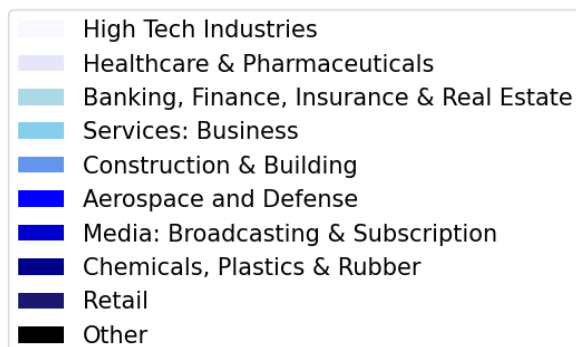 High Tech Industries
Healthcare & Pharmaceuticals
Banking, Finance, Insurance & Real Estate
Services: Business
Construction & Building
Aerospace and Defense
Media: Broadcasting & Subscription
Chemicals, Plastics & Rubber
Retail
Other